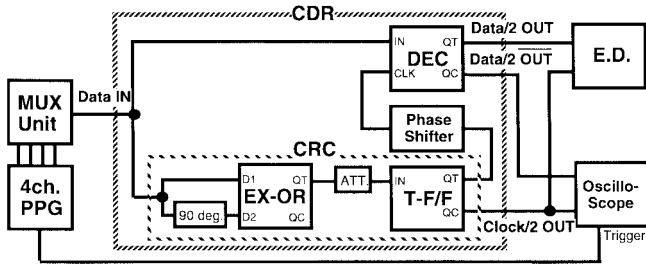 CDR
MUX
Unit
Data IN
4ch.
PPG
IN
QT
DEC
CLK
QC
Data/2 OUT
Data/2 OUT
E.D.
Phase
Shifter
CRC
D1
QT
EX-OR
D2
QC
90 deg.
ATT.
IN
QT
T-F/F
QC
Clock/2 OUT
Oscillo-
Scope
Trigger